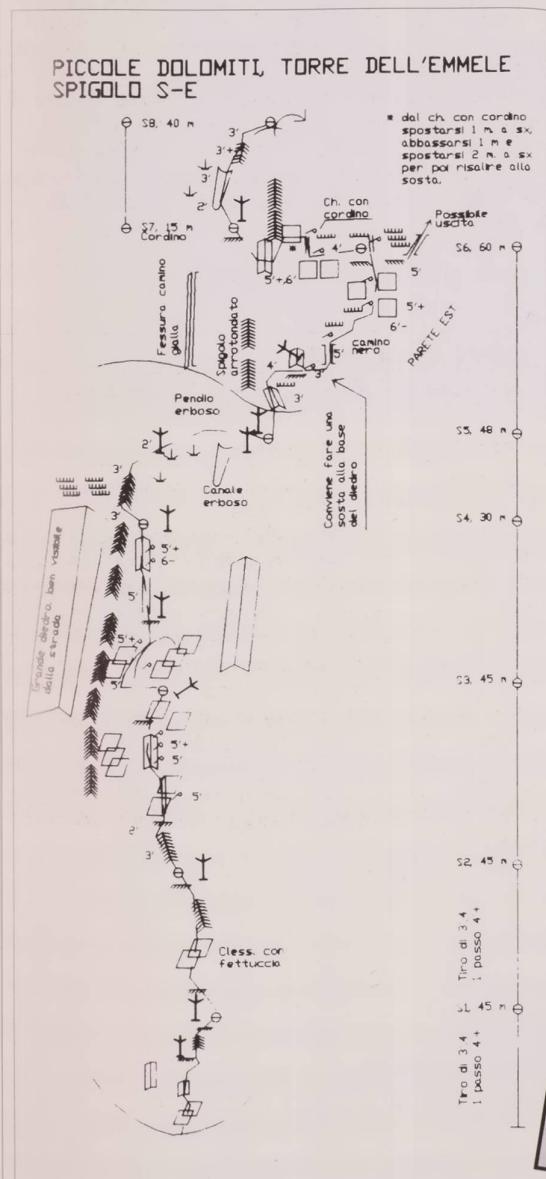 PICCOLE DOLOMITI, TORRE DELL'EMMELE
SPIGOLO S-E
* dal ch. con cordino
spostarsi 1 m. a sx,
abbassarsi 1 m e
spostarsi 2 m. a sx
per poi risalire alla
sosta.
S8, 40 m
S7, 15 m
Cordino
3'
3'+
3'
2'
Ch. con
cordino
*
4'
5'+,6'
Possibile
uscita
5'
5'+
6'-
S6, 60 m
PARETE EST
Fessura camino
gialla
Spigolo
arrotondato
camino
nero
5'
4'
3'
3'
Pendio
erboso
Canale
erboso
Conviene fare una
sosta alla base
del diedro
S5, 48 m
2'
3'
3'
S4, 30 m
5'+
6-
5'
Grande diedro, ben visibile
dalla strada
5'+
5'
S3, 45 m
5'+
5'
5'
2'
3'
S2, 45 m
Cless. con
fettuccia
Tiro di 3,4
1 passo 4+
S1, 45 m
Tiro di 3,4
1 passo 4+